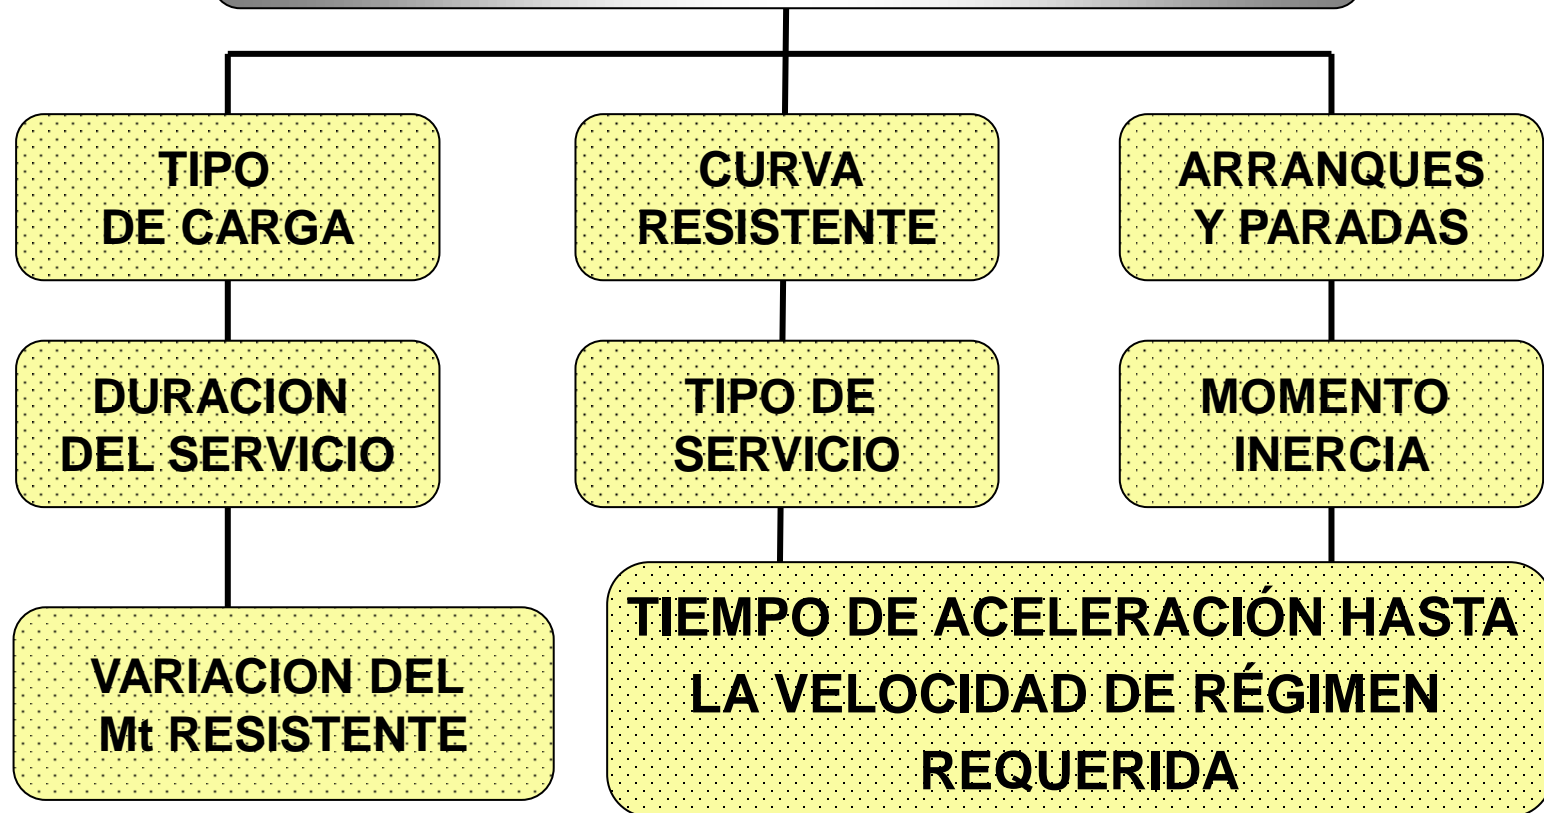 TIPO
DE CARGA
CURVA
RESISTENTE
ARRANQUES
Y PARADAS
DURACION
DEL SERVICIO
TIPO DE
SERVICIO
MOMENTO
INERCIA
VARIACION DEL
Mt RESISTENTE
TIEMPO DE ACELERACIÓN HASTA
LA VELOCIDAD DE RÉGIMEN
REQUERIDA